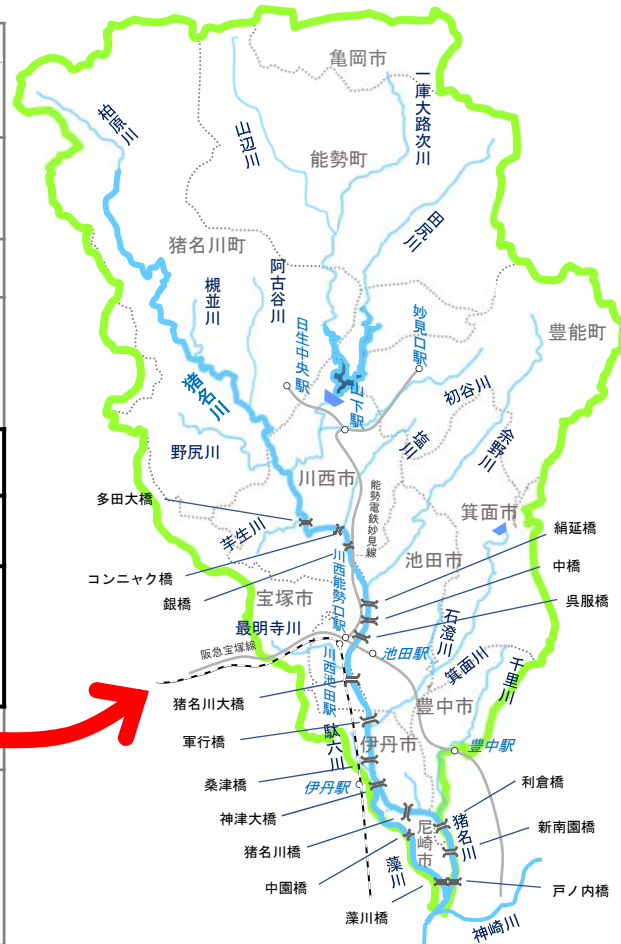 亀岡市
一庫大路次川
柏原川
山辺川
能勢町
田尻川
猪名川町
阿古谷川
槻並川
日生中央駅
妙見口駅
豊能町
山下駅
猪名川
初谷川
塩川
余野川
野尻川
川西市
能勢電鉄妙見線
箕面市
多田大橋
芋生川
絹延橋
池田市
中橋
コンニャク橋
川西能勢口駅
銀橋
宝塚市
呉服橋
石澄川
最明寺川
阪急宝塚線
池田駅
箕面川
千里川
川西池田駅
猪名川大橋
豊中市
駄六川
軍行橋
伊丹市
豊中駅
桑津橋
伊丹駅
利倉橋
神津大橋
猪名川
尼崎市
新南園橋
猪名川橋
藻川
中園橋
戸ノ内橋
藻川橋
神崎川